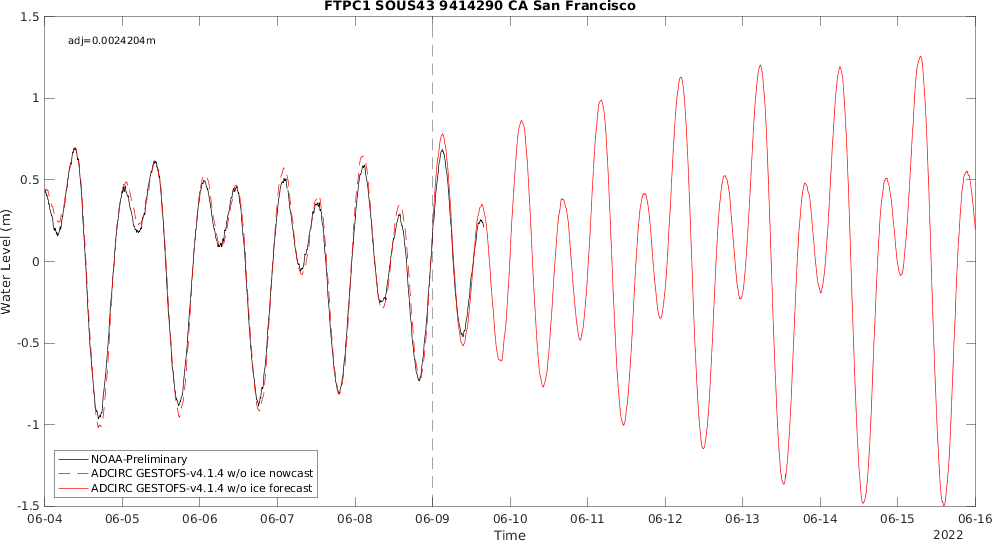 FTPC1 SOUS43 9414290 CA San Francisco
adj=0.0024204m
1.5
1
0.5
0
-0.5
-1
-1.5
Water Level (m)
NOAA-Preliminary
ADCIRC GESTOFS-v4.1.4 w/o ice nowcast
ADCIRC GESTOFS-v4.1.4 w/o ice forecast
06-04 06-05 06-06 06-07 06-08 06-09 06-10 06-11 06-12 06-13 06-14 06-15 06-16
Time
2022